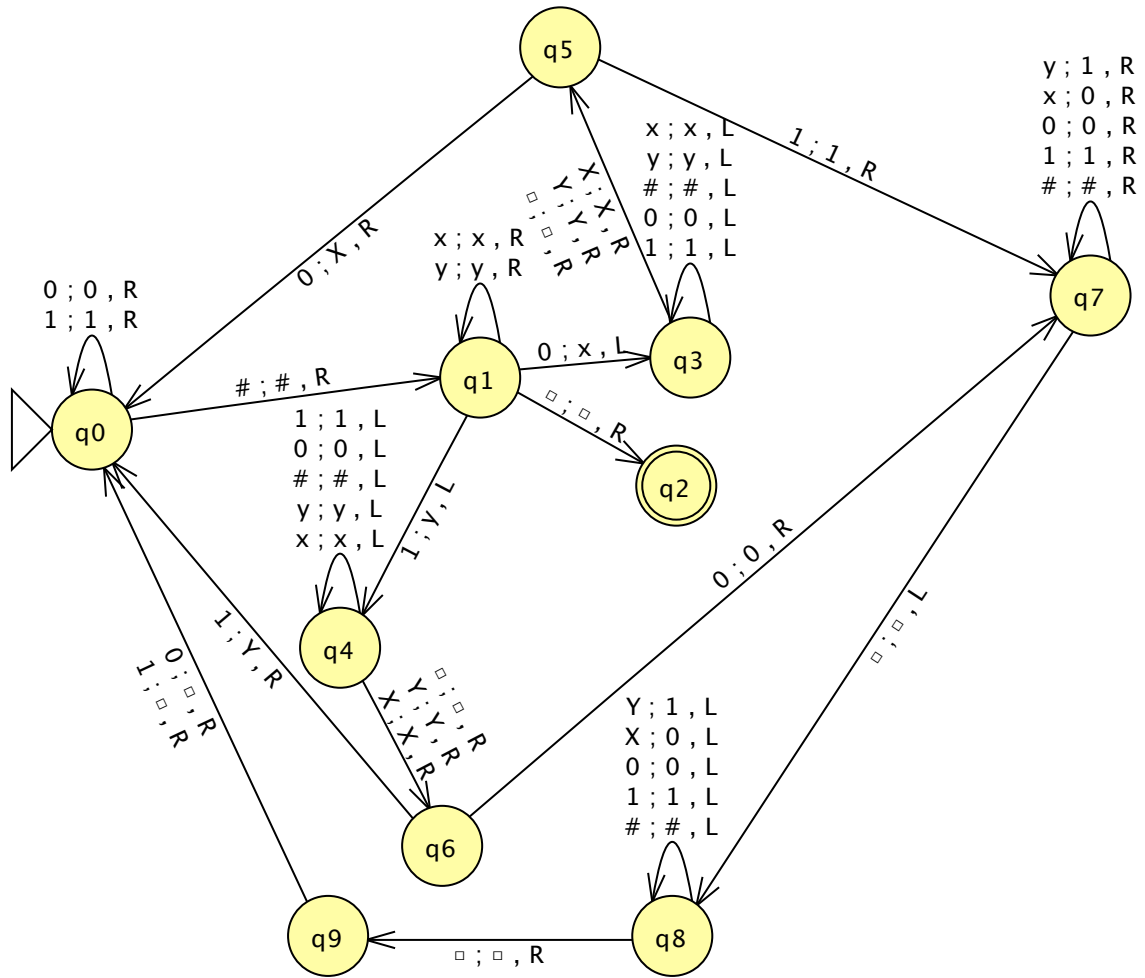 q5
y ; 1 , R
x ; 0 , R
0 ; 0 , R
1 ; 1 , R
# ; # , R
x ; x , L
y ; y , L
# ; # , L
0 ; 0 , L
1 ; 1 , L
1 ; 1 , R
X ; X , R
Y ; Y , R
□ ; □ , R
0 ; X , R
x ; x , R
y ; y , R
q7
0 ; 0 , R
1 ; 1 , R
q3
0 ; x , L
q1
# ; # , R
q0
□ ; □ , R
1 ; 1 , L
0 ; 0 , L
# ; # , L
y ; y , L
x ; x , L
q2
1 ; y , L
0 ; 0 , R
□ ; □ , L
q4
1 ; Y , R
0 ; □ , R
1 ; □ , R
□ ; □ , R
Y ; Y , R
X ; X , R
Y ; 1 , L
X ; 0 , L
0 ; 0 , L
1 ; 1 , L
# ; # , L
q6
q9
□ ; □ , R
q8